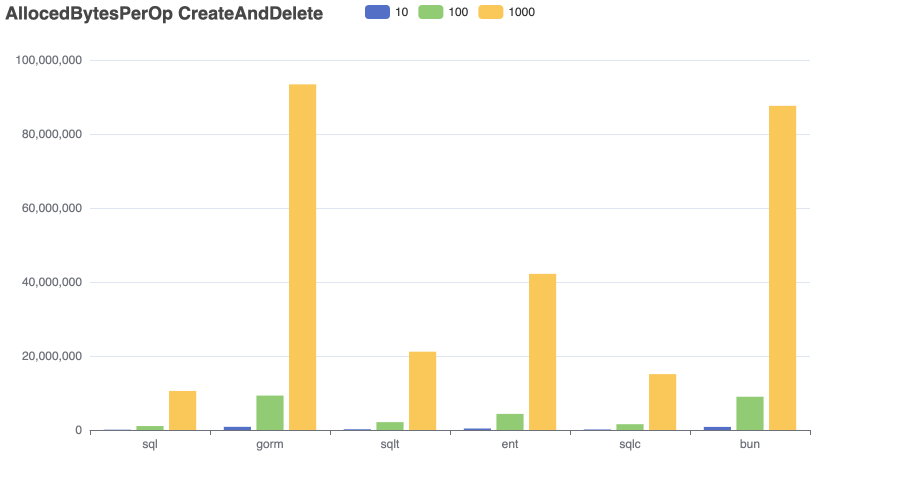 AllocedBytesPerOp CreateAndDelete
10 100 1000
100,000,000
80,000,000
60,000,000
40,000,000
20,000,000
0
sql gorm sqlt ent sqlc bun